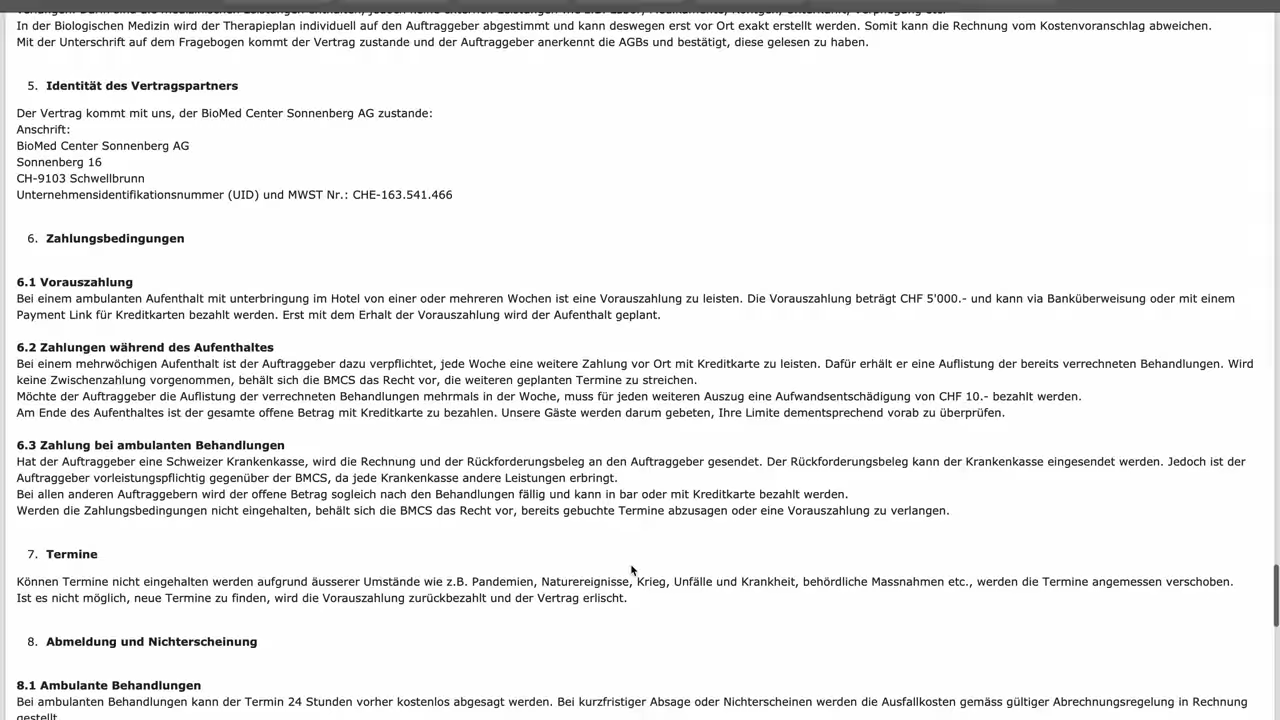 In der Biologischen Medizin wird der Therapieplan individuell auf den Auftraggeber abgestimmt und kann deswegen erst vor Ort exakt erstellt werden. Somit kann die Rechnung vom Kostenvoranschlag abweichen.
Mit der Unterschrift auf dem Fragebogen kommt der Vertrag zustande und der Auftraggeber anerkennt die AGBs und bestätigt, diese gelesen zu haben.
5. Identität des Vertragspartners
Der Vertrag kommt mit uns, der BioMed Center Sonnenberg AG zustande:
Anschrift:
BioMed Center Sonnenberg AG
Sonnenberg 16
CH-9103 Schwellbrunn
Unternehmensidentifikationsnummer (UID) und MWST Nr.: CHE-163.541.466
6. Zahlungsbedingungen
6.1 Vorauszahlung
Bei einem ambulanten Aufenthalt mit unterbringung im Hotel von einer oder mehreren Wochen ist eine Vorauszahlung zu leisten. Die Vorauszahlung beträgt CHF 5'000.- und kann via Banküberweisung oder mit einem
Payment Link für Kreditkarten bezahlt werden. Erst mit dem Erhalt der Vorauszahlung wird der Aufenthalt geplant.
6.2 Zahlungen während des Aufenthaltes
Bei einem mehrwöchigen Aufenthalt ist der Auftraggeber dazu verpflichtet, jede Woche eine weitere Zahlung vor Ort mit Kreditkarte zu leisten. Dafür erhält er eine Auflistung der bereits verrechneten Behandlungen. Wird
keine Zwischenzahlung vorgenommen, behält sich die BMCS das Recht vor, die weiteren geplanten Termine zu streichen.
Möchte der Auftraggeber die Auflistung der verrechneten Behandlungen mehrmals in der Woche, muss für jeden weiteren Auszug eine Aufwandsentschädigung von CHF 10.- bezahlt werden.
Am Ende des Aufenthaltes ist der gesamte offene Betrag mit Kreditkarte zu bezahlen. Unsere Gäste werden darum gebeten, Ihre Limite dementsprechend vorab zu überprüfen.
6.3 Zahlung bei ambulanten Behandlungen
Hat der Auftraggeber eine Schweizer Krankenkasse, wird die Rechnung und der Rückforderungsbeleg an den Auftraggeber gesendet. Der Rückforderungsbeleg kann der Krankenkasse eingesendet werden. Jedoch ist der
Auftraggeber vorleistungspflichtig gegenüber der BMCS, da jede Krankenkasse andere Leistungen erbringt.
Bei allen anderen Auftraggebern wird der offene Betrag sogleich nach den Behandlungen fällig und kann in bar oder mit Kreditkarte bezahlt werden.
Werden die Zahlungsbedingungen nicht eingehalten, behält sich die BMCS das Recht vor, bereits gebuchte Termine abzusagen oder eine Vorauszahlung zu verlangen.
7. Termine
Können Termine nicht eingehalten werden aufgrund äusserer Umstände wie z.B. Pandemien, Naturereignisse, Krieg, Unfälle und Krankheit, behördliche Massnahmen etc., werden die Termine angemessen verschoben.
Ist es nicht möglich, neue Termine zu finden, wird die Vorauszahlung zurückbezahlt und der Vertrag erlischt.
8. Abmeldung und Nichterscheinung
8.1 Ambulante Behandlungen
Bei ambulanten Behandlungen kann der Termin 24 Stunden vorher kostenlos abgesagt werden. Bei kurzfristiger Absage oder Nichterscheinen werden die Ausfallkosten gemäss gültiger Abrechnungsregelung in Rechnung
gestellt.